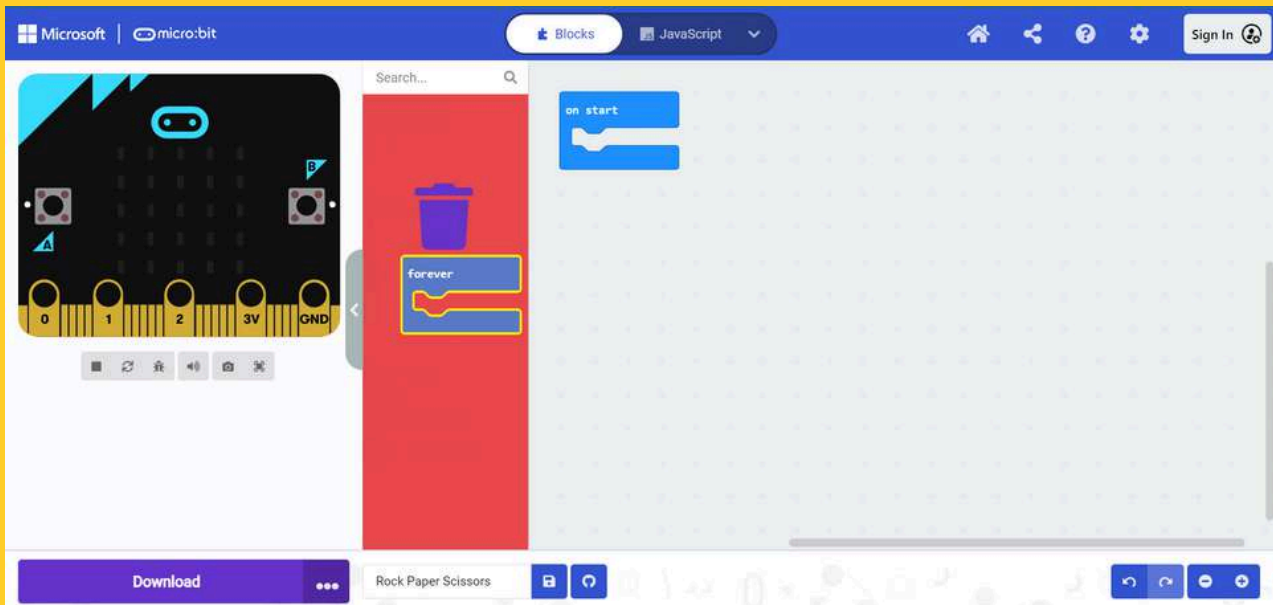 Microsoft micro:bit
Blocks
JavaScript
Sign In
Search...
on start
B
A
forever
0 1 2 3V GND
Download
Rock Paper Scissors